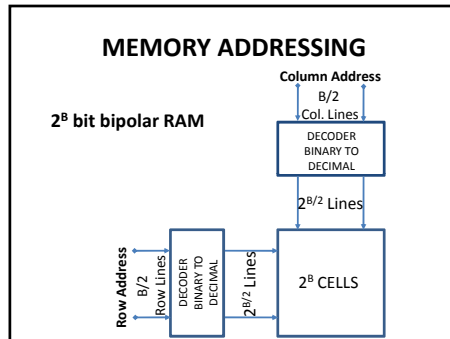 MEMORY ADDRESSING
Column Address
B/2
Col. Lines
2ᴮ bit bipolar RAM
DECODER
BINARY TO
DECIMAL
2ᴮ/² Lines
Row Address
B/2
Row Lines
DECODER
BINARY TO
DECIMAL
2ᴮ/² Lines
2ᴮ CELLS